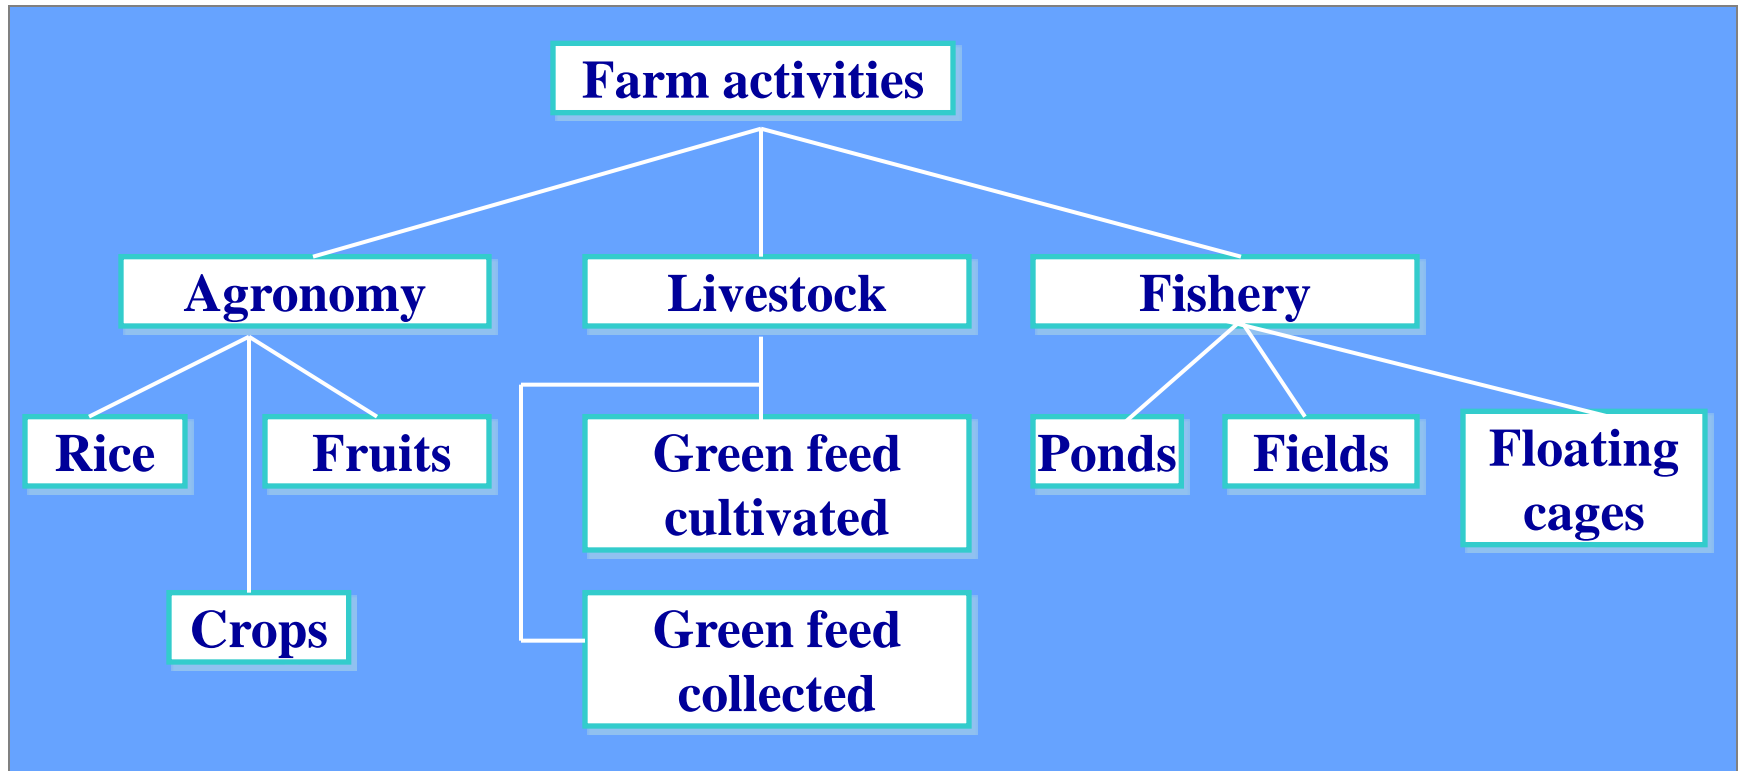 Farm activities
Agronomy
Livestock
Fishery
Rice
Fruits
Green feed
cultivated
Ponds
Fields
Floating
cages
Crops
Green feed
collected